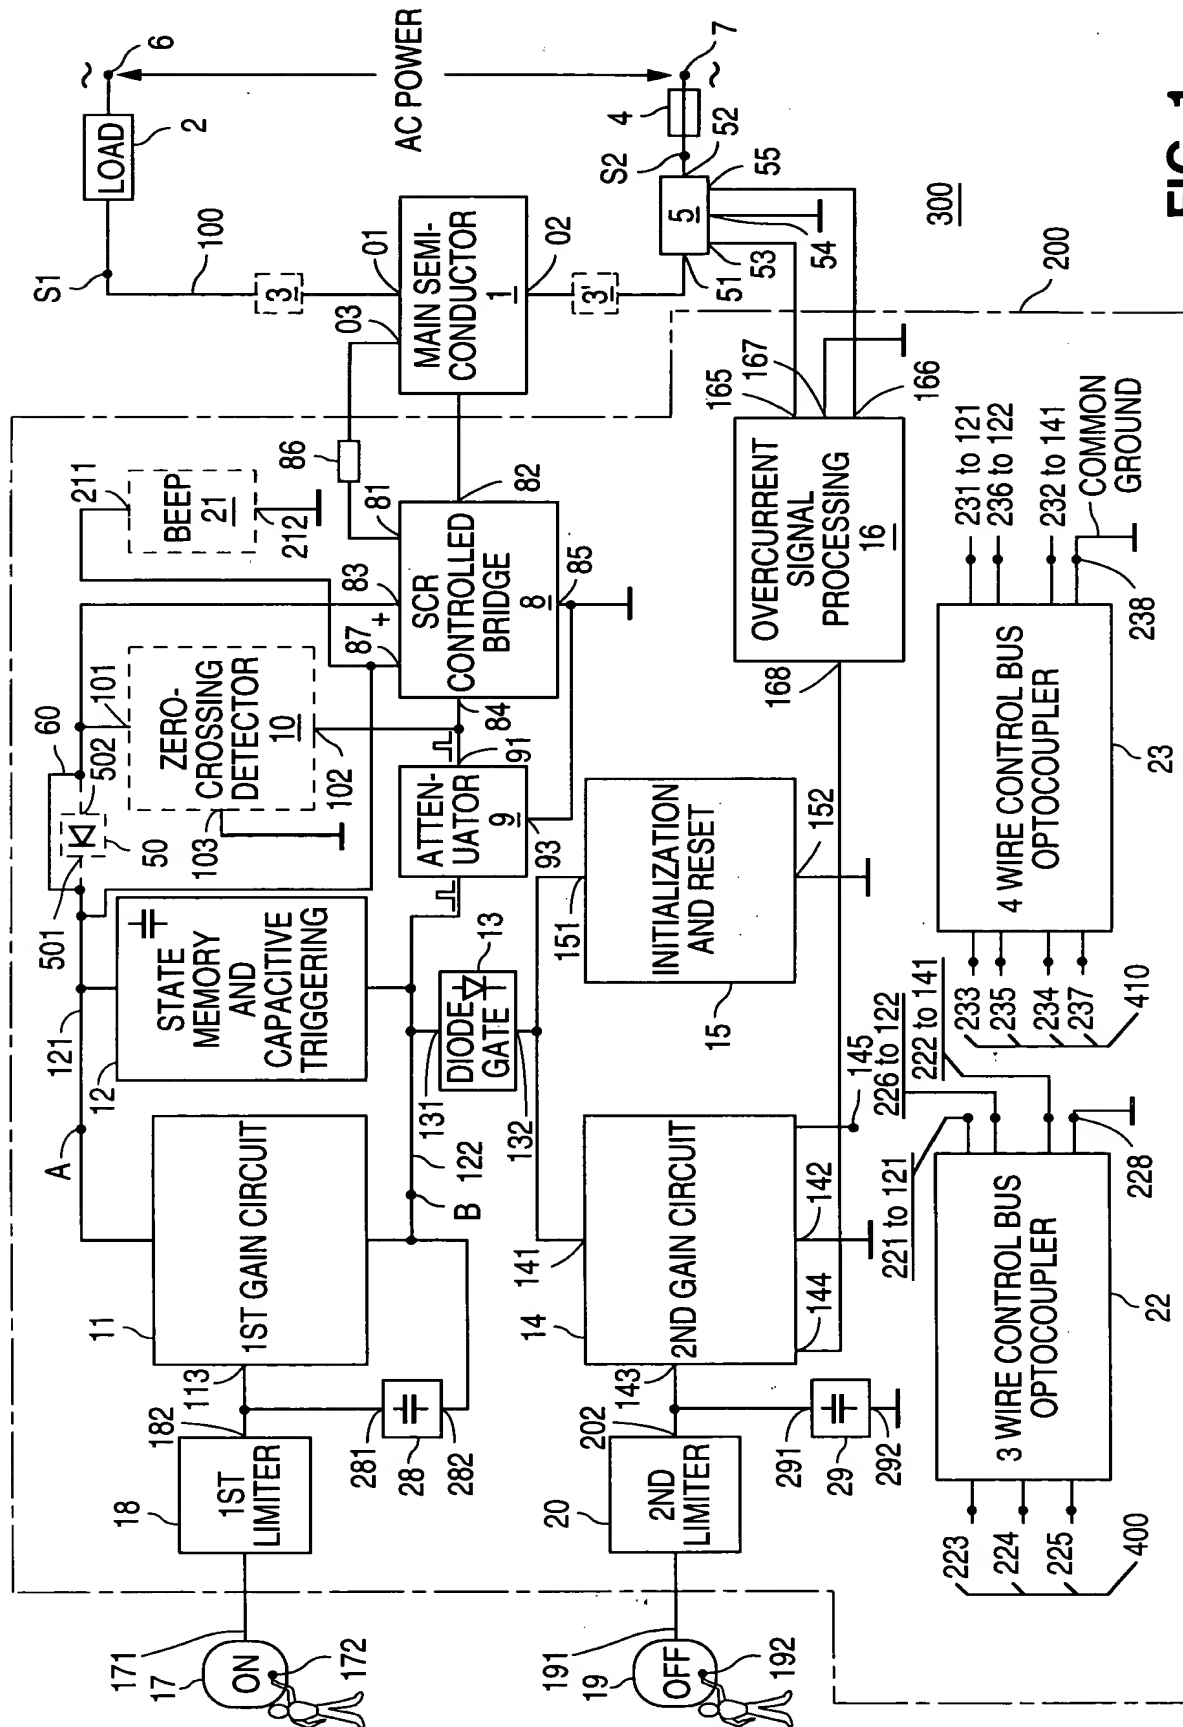 FIG. 1
300
200
AC POWER
6
~
LOAD
2
S1
100
3
01
03
MAIN SEMI-
CONDUCTOR
1
02
3'
7
~
4
S2
52
55
5
51
53
54
86
81
82
211
BEEP
21
212
83
87
+
SCR
CONTROLLED
BRIDGE
8
85
84
60
101
502
ZERO-
CROSSING
DETECTOR
10
102
103
50
501
91
ATTEN-
UATOR
9
93
STATE
MEMORY
AND
CAPACITIVE
TRIGGERING
12
121
A
11
1ST GAIN CIRCUIT
113
13
DIODE
GATE
131
132
122
B
182
18
1ST
LIMITER
281
28
282
171
17
ON
172
165
167
166
OVERCURRENT
SIGNAL
PROCESSING
16
168
151
INITIALIZATION
AND RESET
15
152
141
14
2ND GAIN CIRCUIT
142
144
145
143
202
20
2ND
LIMITER
291
29
292
191
19
OFF
192
231 to 121
236 to 122
232 to 141
COMMON
GROUND
238
4 WIRE CONTROL BUS
OPTOCOUPLER
23
233
235
234
237
410
221 to 121
226 to 122
222 to 141
228
3 WIRE CONTROL BUS
OPTOCOUPLER
22
223
224
225
400